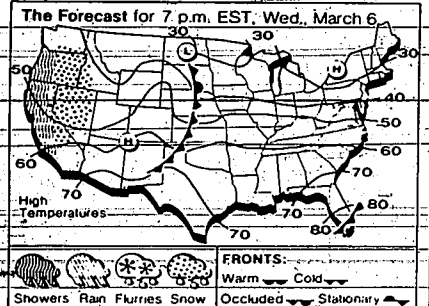 The Forecast for 7 p.m. EST, Wed., March 6
30
30
L
30
50
H
40
50
60
H
60
70
70
High
Temperatures
70
70
80
80
FRONTS:
Warm Cold
Showers Rain Flurries Snow
Occluded Stationary